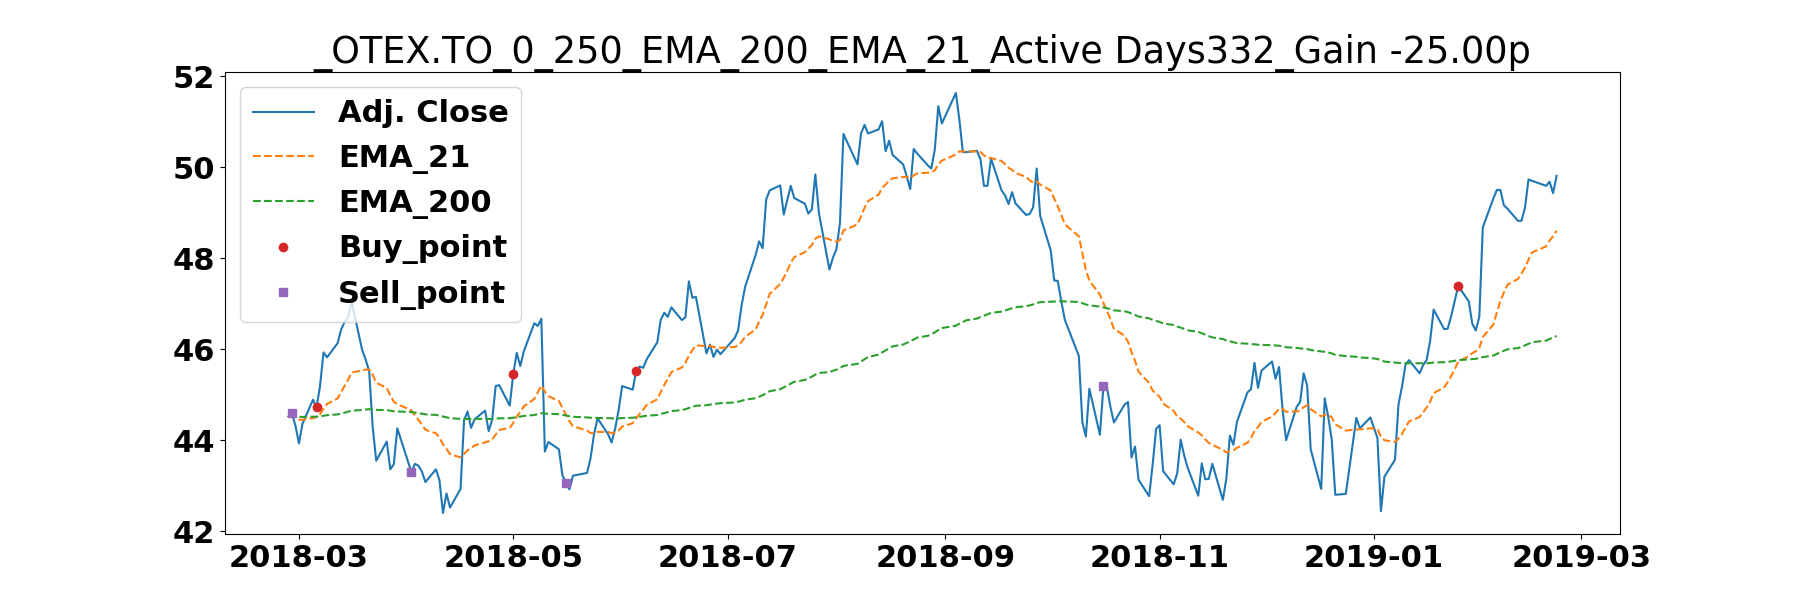 _OTEX.TO_0_250_EMA_200_EMA_21_Active Days332_Gain -25.00p
52
50
48
46
44
42
Adj. Close
EMA_21
EMA_200
Buy_point
Sell_point
2018-03 2018-05 2018-07 2018-09 2018-11 2019-01 2019-03